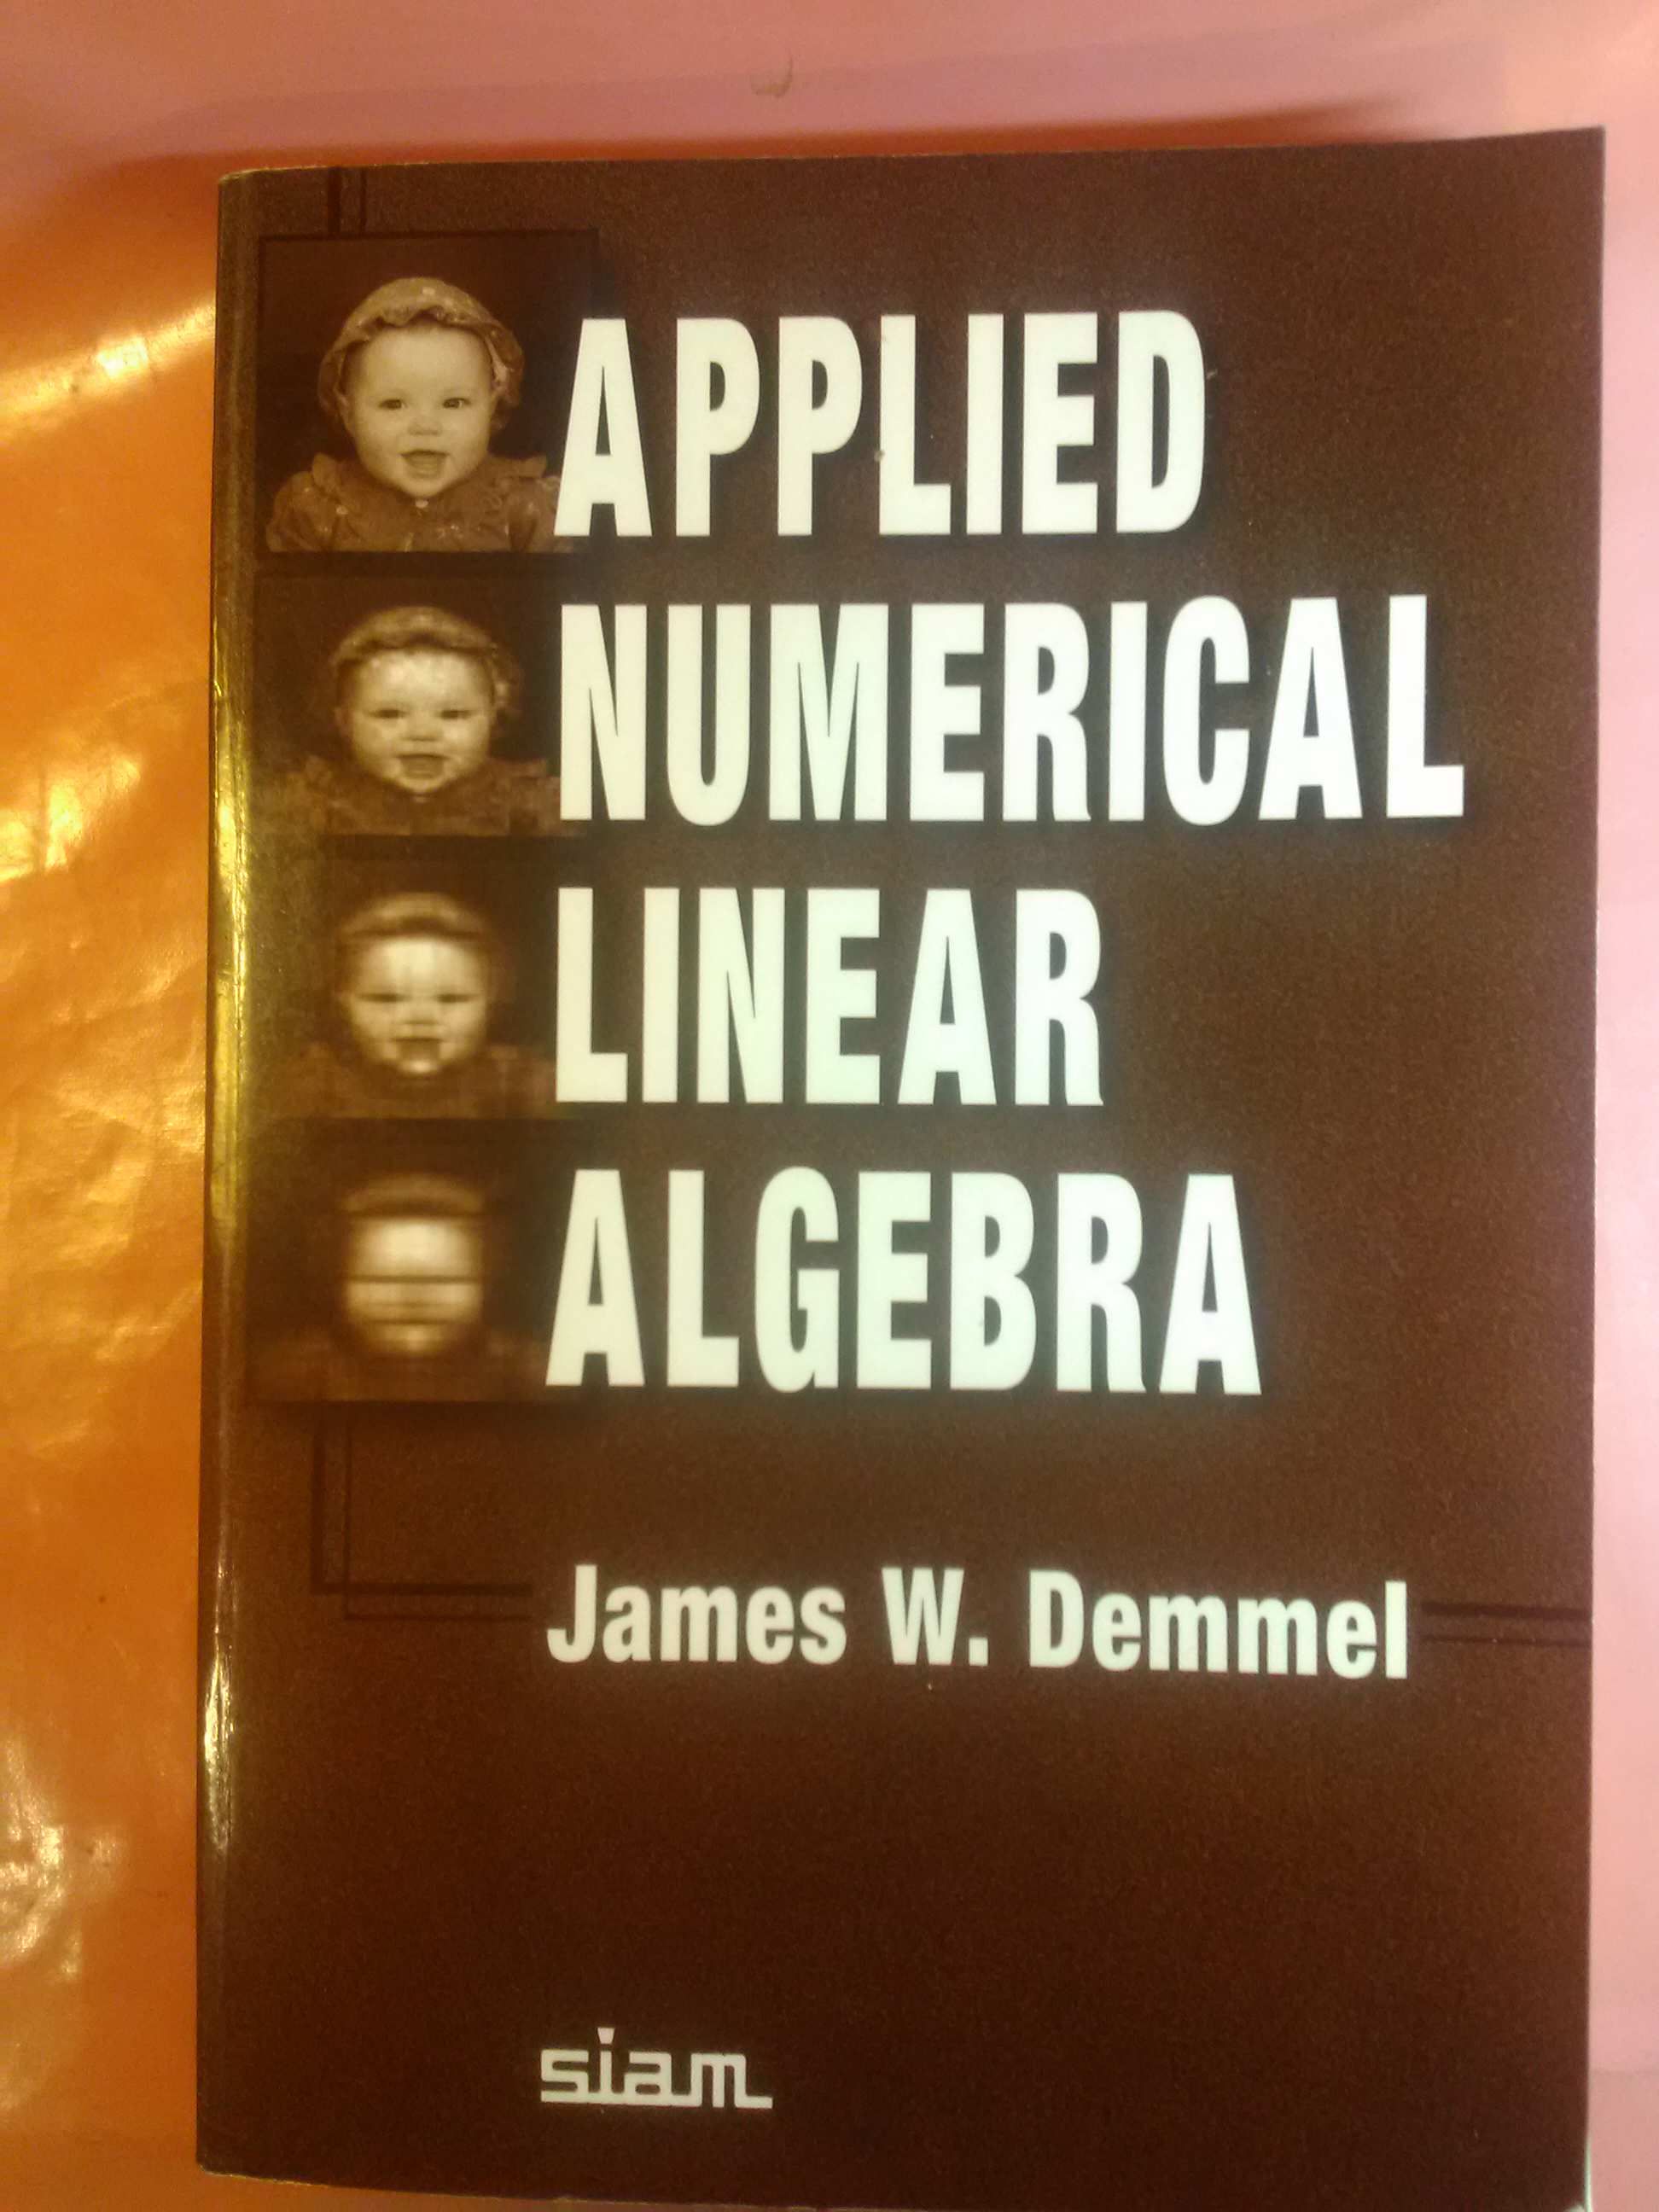 APPLIED
NUMERICAL
LINEAR
ALGEBRA
James W. Demmel
siam